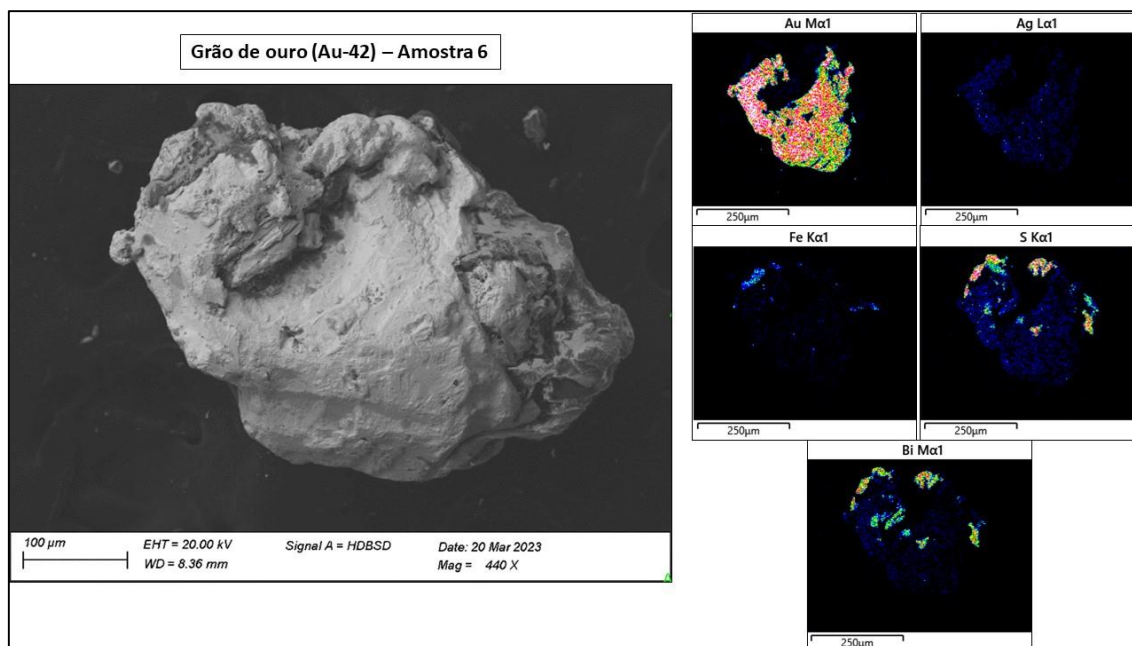 Grão de ouro (Au-42) – Amostra 6
100 µm
EHT = 20.00 kV
WD = 8.36 mm
Signal A = HDBSD
Date: 20 Mar 2023
Mag = 440 X
Au Mα1
250µm
Ag Lα1
250µm
Fe Kα1
250µm
S Kα1
250µm
Bi Mα1
250µm